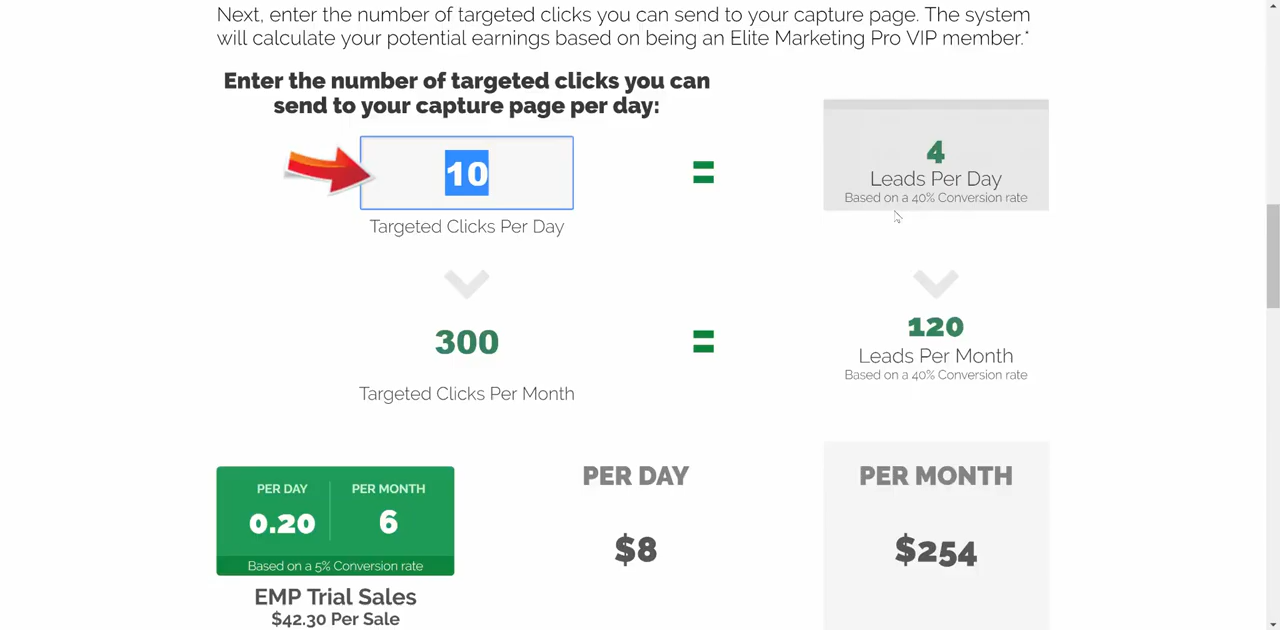 Next, enter the number of targeted clicks you can send to your capture page. The system
will calculate your potential earnings based on being an Elite Marketing Pro VIP member.*
Enter the number of targeted clicks you can
send to your capture page per day:
10
=
4
Leads Per Day
Based on a 40% Conversion rate
Targeted Clicks Per Day
300
=
120
Leads Per Month
Based on a 40% Conversion rate
Targeted Clicks Per Month
PER DAY
PER MONTH
0.20
6
Based on a 5% Conversion rate
EMP Trial Sales
$42.30 Per Sale
PER DAY
$8
PER MONTH
$254